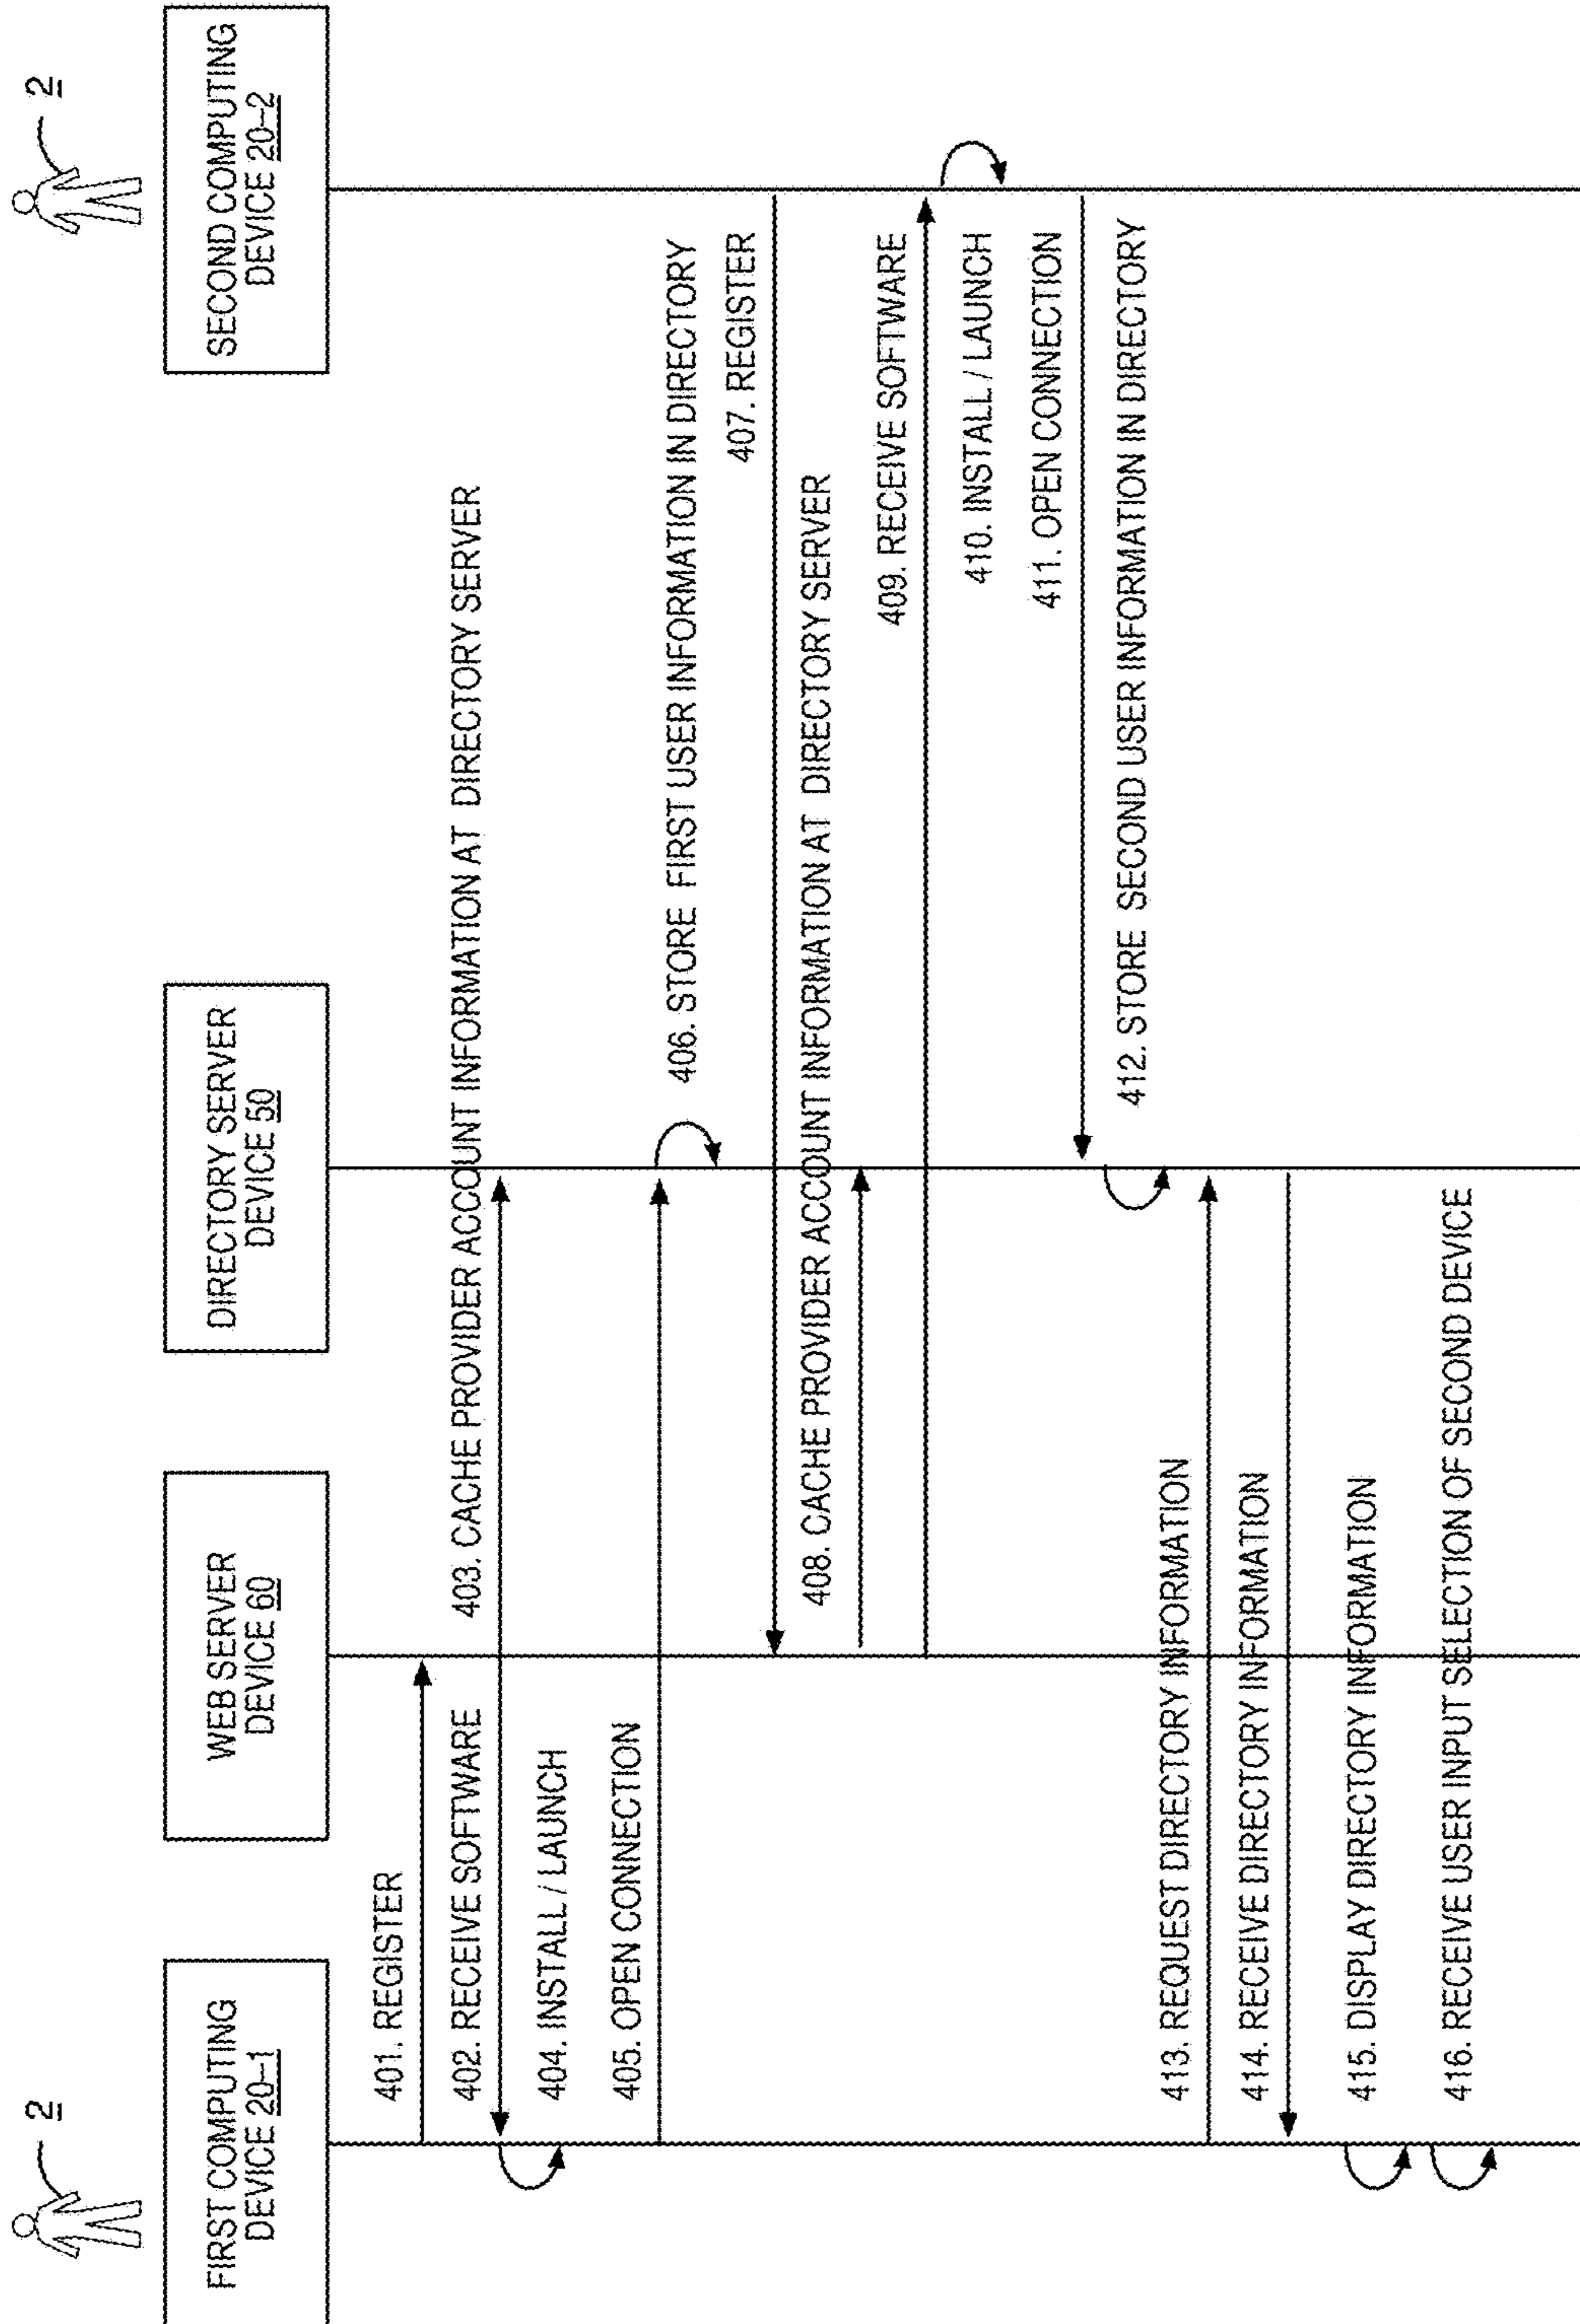 2
2
FIRST COMPUTING
DEVICE 20–1
WEB SERVER
DEVICE 60
DIRECTORY SERVER
DEVICE 50
SECOND COMPUTING
DEVICE 20–2
401. REGISTER
402. RECEIVE SOFTWARE
403. CACHE PROVIDER ACCOUNT INFORMATION AT DIRECTORY SERVER
404. INSTALL / LAUNCH
405. OPEN CONNECTION
406. STORE FIRST USER INFORMATION IN DIRECTORY
407. REGISTER
408. CACHE PROVIDER ACCOUNT INFORMATION AT DIRECTORY SERVER
409. RECEIVE SOFTWARE
410. INSTALL / LAUNCH
411. OPEN CONNECTION
412. STORE SECOND USER INFORMATION IN DIRECTORY
413. REQUEST DIRECTORY INFORMATION
414. RECEIVE DIRECTORY INFORMATION
415. DISPLAY DIRECTORY INFORMATION
416. RECEIVE USER INPUT SELECTION OF SECOND DEVICE